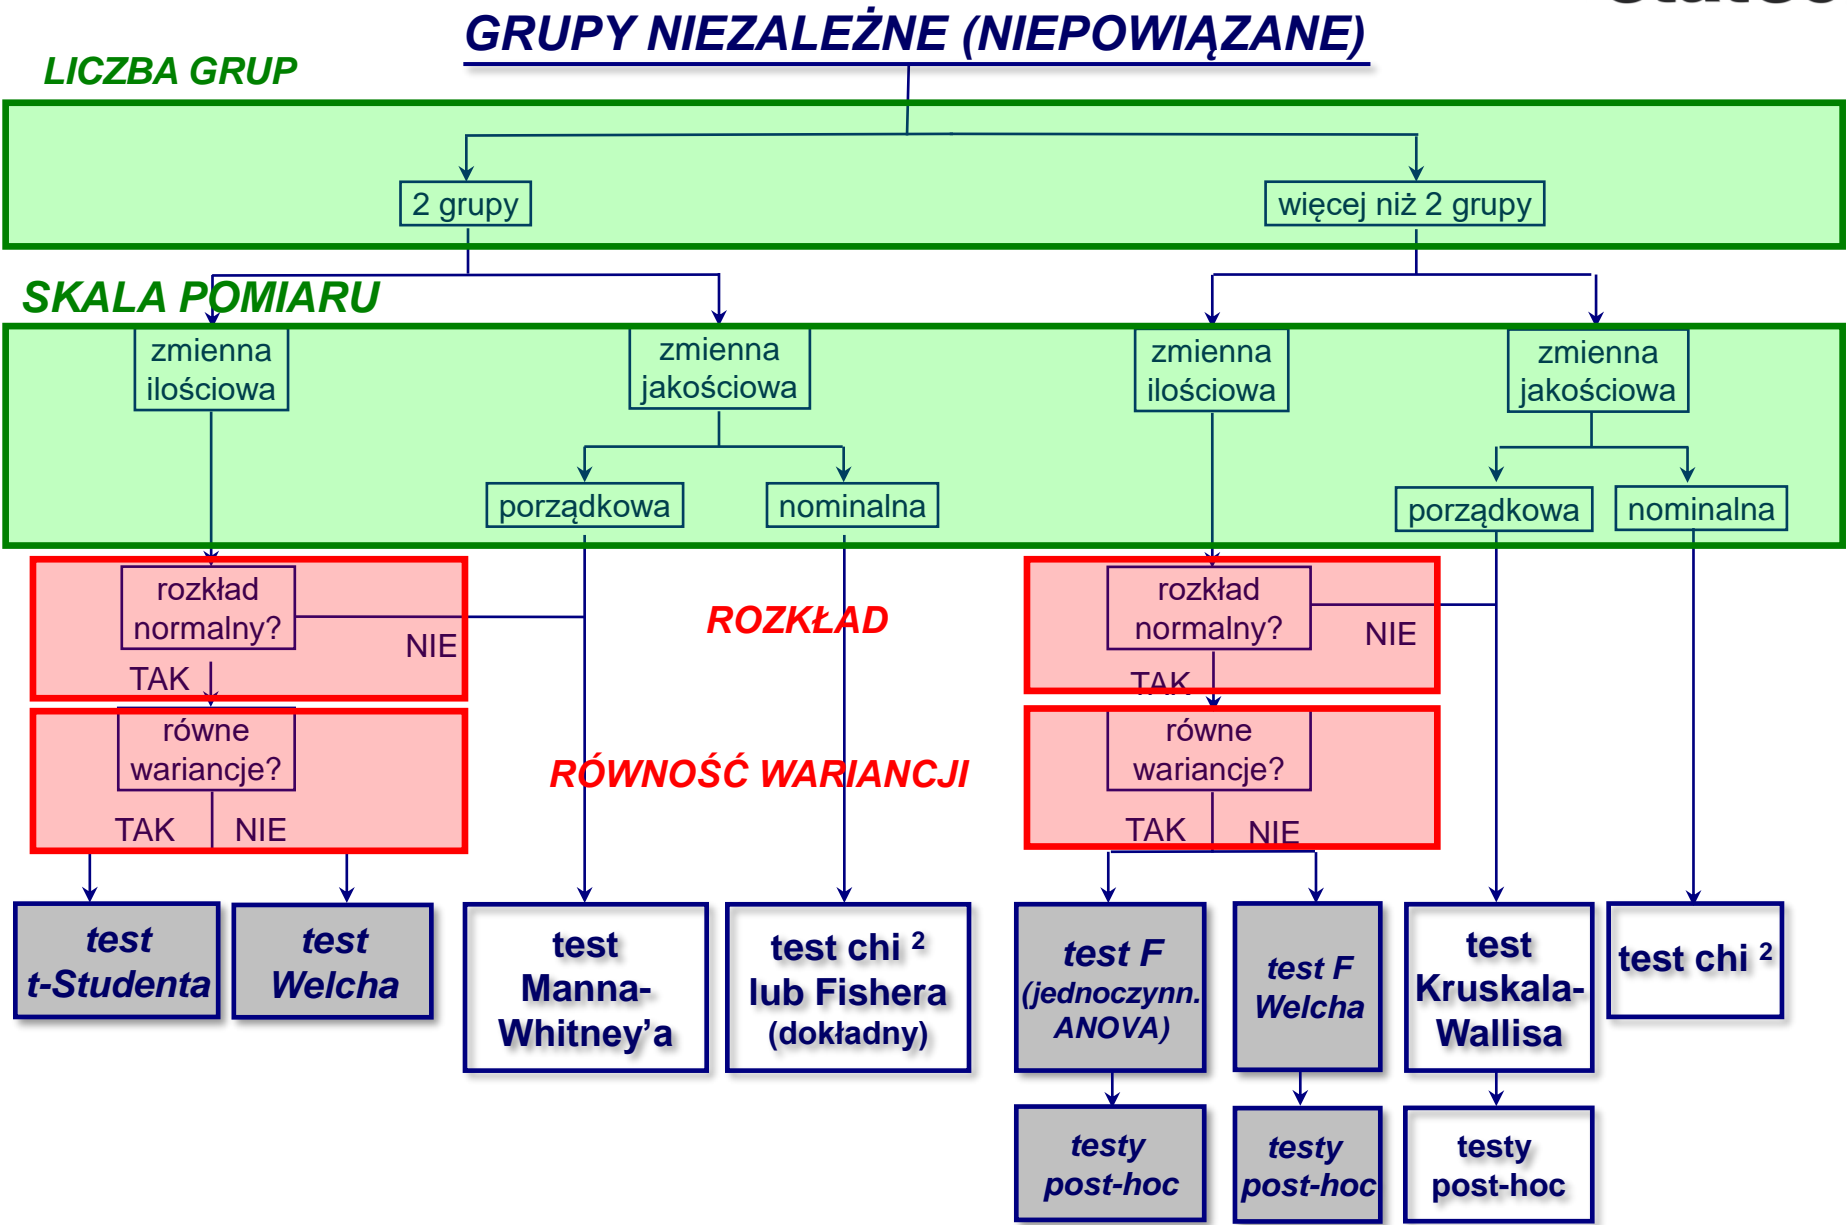 GRUPY NIEZALEŻNE (NIEPOWIĄZANE)
LICZBA GRUP
2 grupy
więcej niż 2 grupy
SKALA POMIARU
zmienna
ilościowa
zmienna
jakościowa
zmienna
ilościowa
zmienna
jakościowa
porządkowa
nominalna
porządkowa
nominalna
rozkład
normalny?
NIE
TAK
ROZKŁAD
rozkład
normalny?
NIE
TAK
równe
wariancje?
TAK
NIE
RÓWNOŚĆ WARIANCJI
równe
wariancje?
TAK
NIE
test
t-Studenta
test
Welcha
test
Manna-
Whitney’a
test chi ²
lub Fishera
(dokładny)
test F
(jednoczynn.
ANOVA)
test F
Welcha
test
Kruskala-
Wallisa
test chi ²
testy
post-hoc
testy
post-hoc
testy
post-hoc